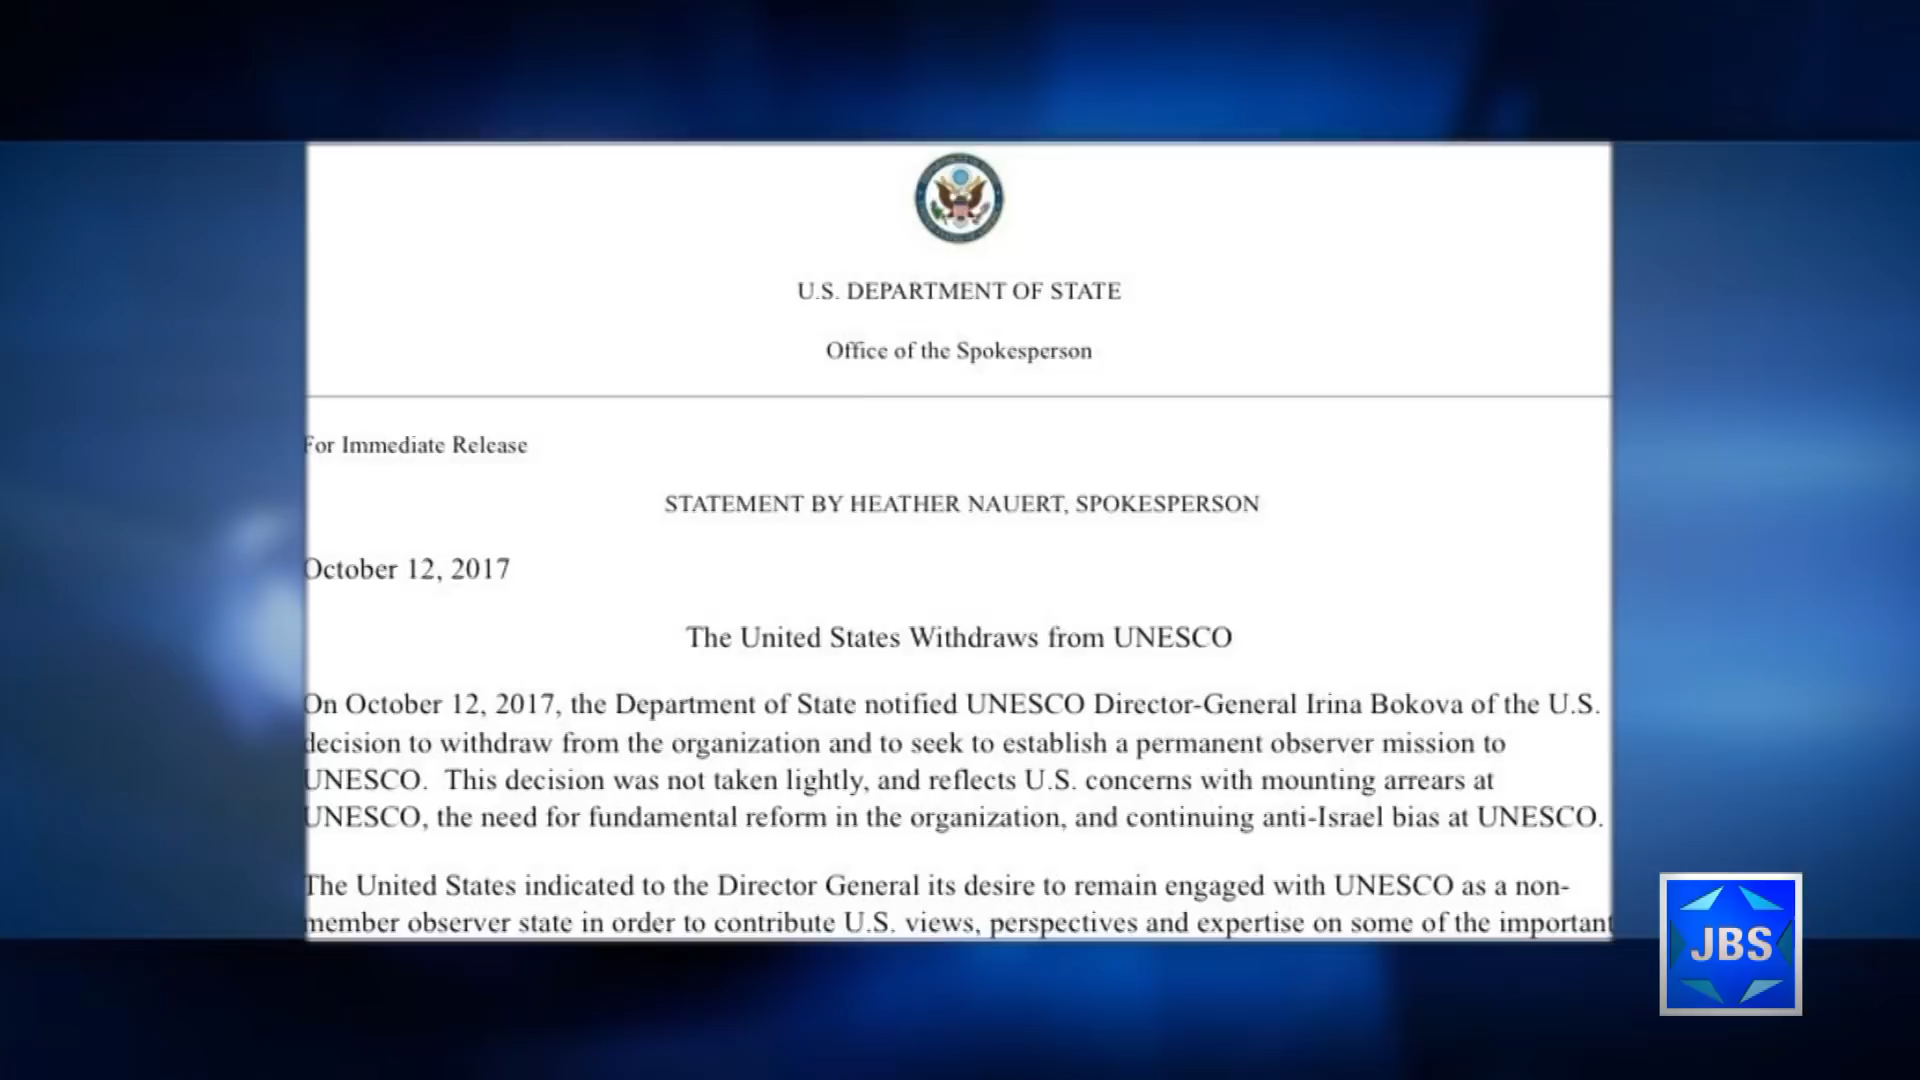 U.S. DEPARTMENT OF STATE
Office of the Spokesperson
For Immediate Release
STATEMENT BY HEATHER NAUERT, SPOKESPERSON
October 12, 2017
The United States Withdraws from UNESCO
On October 12, 2017, the Department of State notified UNESCO Director-General Irina Bokova of the U.S.
decision to withdraw from the organization and to seek to establish a permanent observer mission to
UNESCO.  This decision was not taken lightly, and reflects U.S. concerns with mounting arrears at
UNESCO, the need for fundamental reform in the organization, and continuing anti-Israel bias at UNESCO.
The United States indicated to the Director General its desire to remain engaged with UNESCO as a non-
member observer state in order to contribute U.S. views, perspectives and expertise on some of the important
JBS